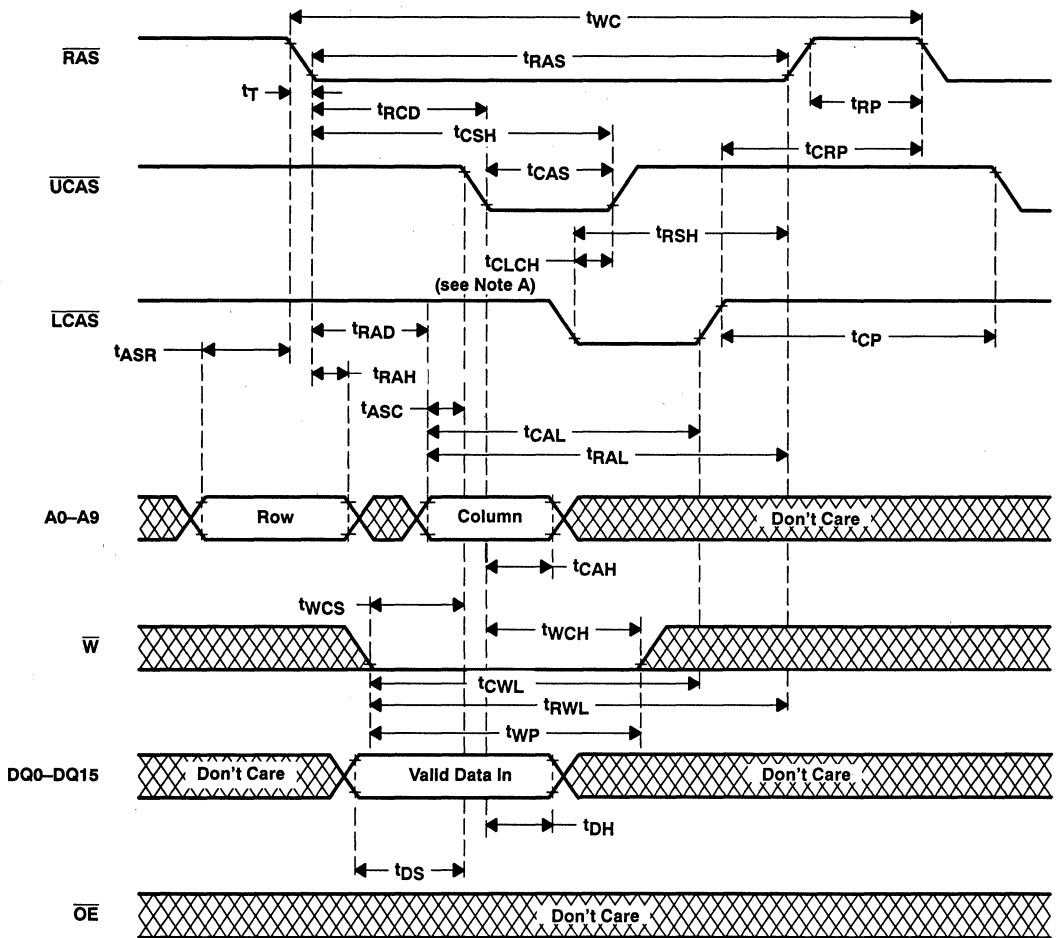 tWC
RAS
tRAS
tT
tRCD
tRP
tCSH
tCRP
UCAS
tCAS
tRSH
tCLCH
(see Note A)
LCAS
tRAD
tCP
tASR
tRAH
tASC
tCAL
tRAL
A0–A9
Row
Column
Don't Care
tCAH
tWCS
W
tWCH
tCWL
tRWL
tWP
DQ0–DQ15
Don't Care
Valid Data In
Don't Care
tDH
tDS
OE
Don't Care